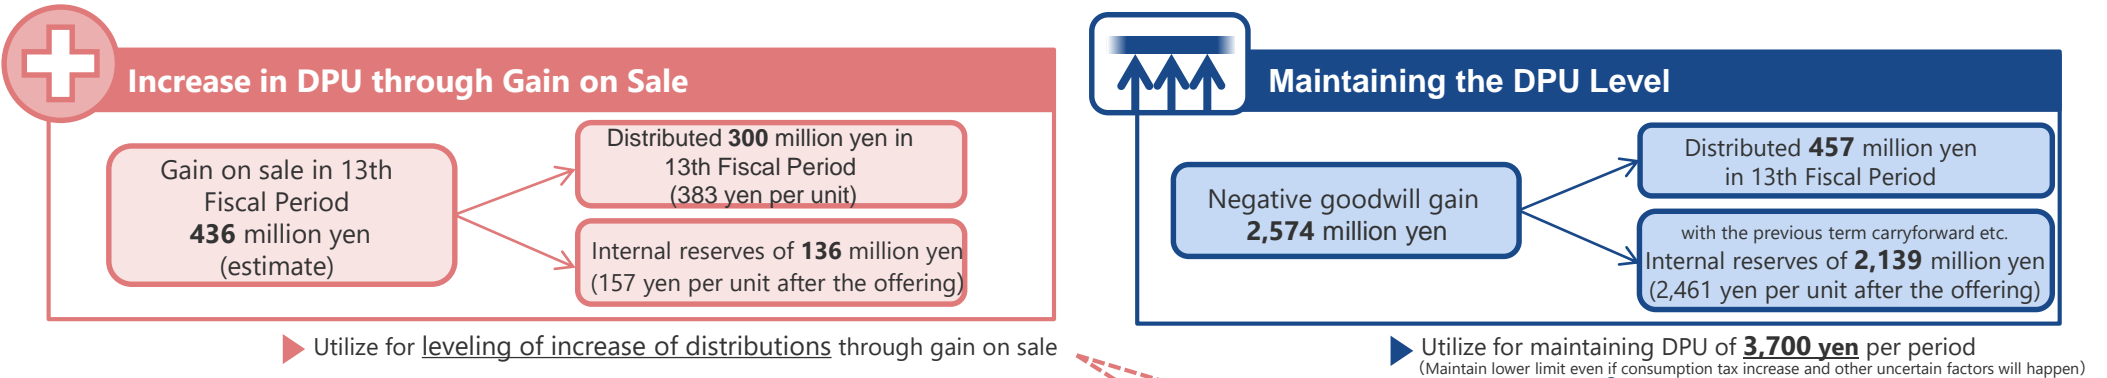 Increase in DPU through Gain on Sale
Gain on sale in 13th
Fiscal Period
436 million yen
(estimate)
Distributed 300 million yen in
13th Fiscal Period
(383 yen per unit)
Internal reserves of 136 million yen
(157 yen per unit after the offering)
Utilize for leveling of increase of distributions through gain on sale
Maintaining the DPU Level
Negative goodwill gain
2,574 million yen
Distributed 457 million yen
in 13th Fiscal Period
with the previous term carryforward etc.
Internal reserves of 2,139 million yen
(2,461 yen per unit after the offering)
Utilize for maintaining DPU of 3,700 yen per period
(Maintain lower limit even if consumption tax increase and other uncertain factors will happen)